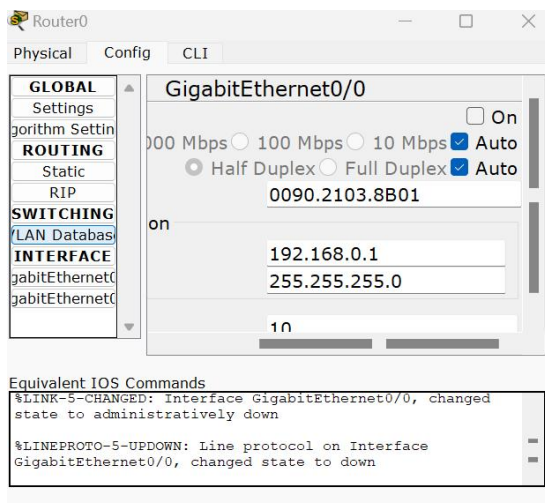 Router0
Physical Config CLI
GLOBAL
Settings
gorithm Settin
ROUTING
Static
RIP
SWITCHING
VLAN Databas
INTERFACE
gabitEthernet0
gabitEthernet0
GigabitEthernet0/0
On
000 Mbps 100 Mbps 10 Mbps Auto
Half Duplex Full Duplex Auto
0090.2103.8B01
on
192.168.0.1
255.255.255.0
10
Equivalent IOS Commands
%LINK-5-CHANGED: Interface GigabitEthernet0/0, changed
state to administratively down
%LINEPROTO-5-UPDOWN: Line protocol on Interface
GigabitEthernet0/0, changed state to down